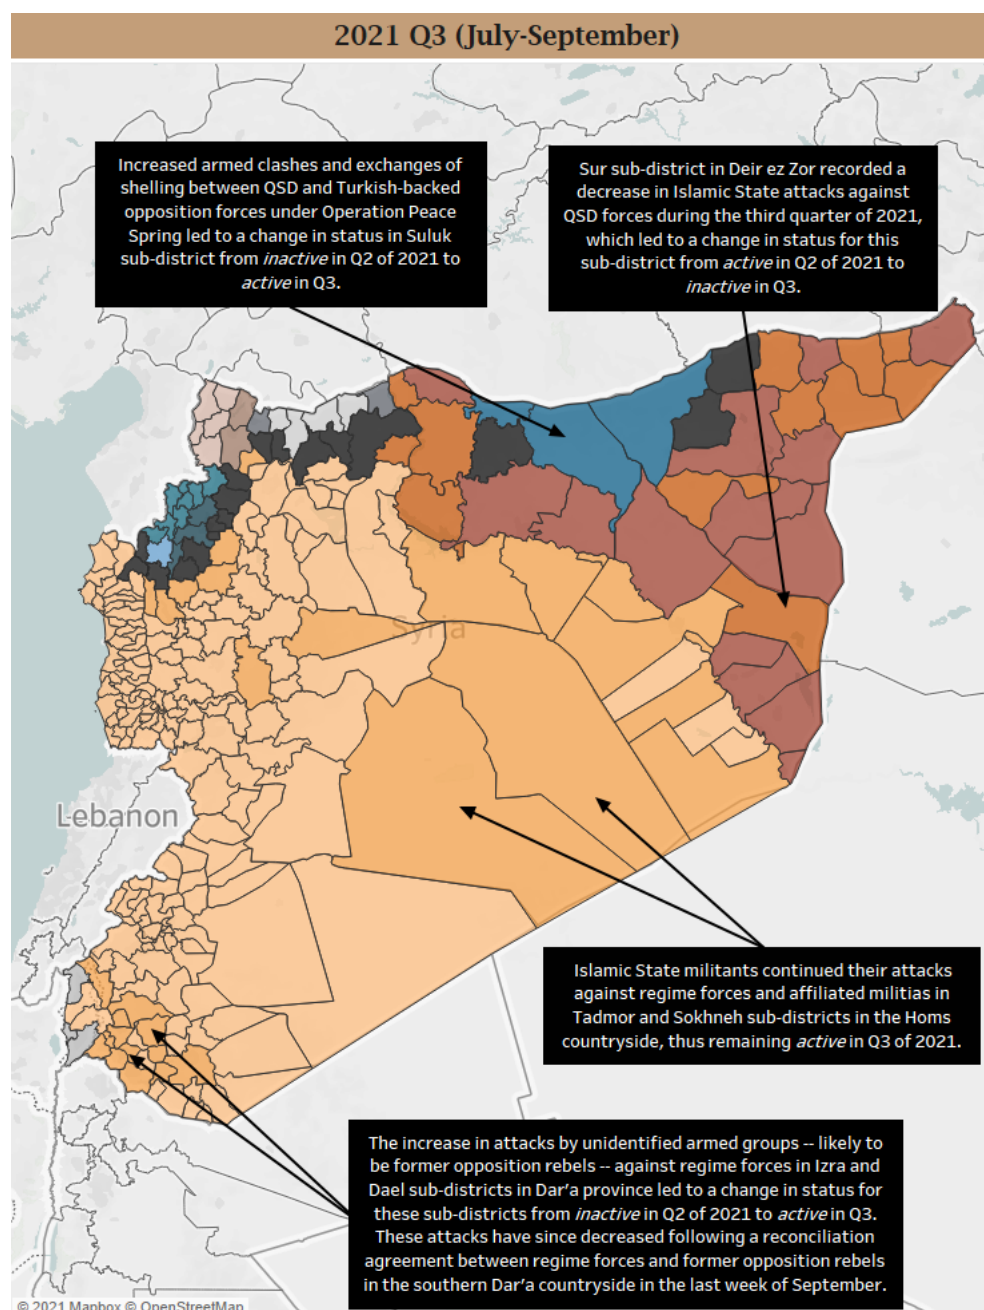 2021 Q3 (July-September)
Increased armed clashes and exchanges of
shelling between QSD and Turkish-backed
opposition forces under Operation Peace
Spring led to a change in status in Suluk
sub-district from inactive in Q2 of 2021 to
active in Q3.
Sur sub-district in Deir ez Zor recorded a
decrease in Islamic State attacks against
QSD forces during the third quarter of 2021,
which led to a change in status for this
sub-district from active in Q2 of 2021 to
inactive in Q3.
Syria
Lebanon
Islamic State militants continued their attacks
against regime forces and affiliated militias in
Tadmor and Sokhneh sub-districts in the Homs
countryside, thus remaining active in Q3 of 2021.
The increase in attacks by unidentified armed groups -- likely to
be former opposition rebels -- against regime forces in Izra and
Dael sub-districts in Dar'a province led to a change in status for
these sub-districts from inactive in Q2 of 2021 to active in Q3.
These attacks have since decreased following a reconciliation
agreement between regime forces and former opposition rebels
in the southern Dar'a countryside in the last week of September.
© 2021 Mapbox © OpenStreetMap